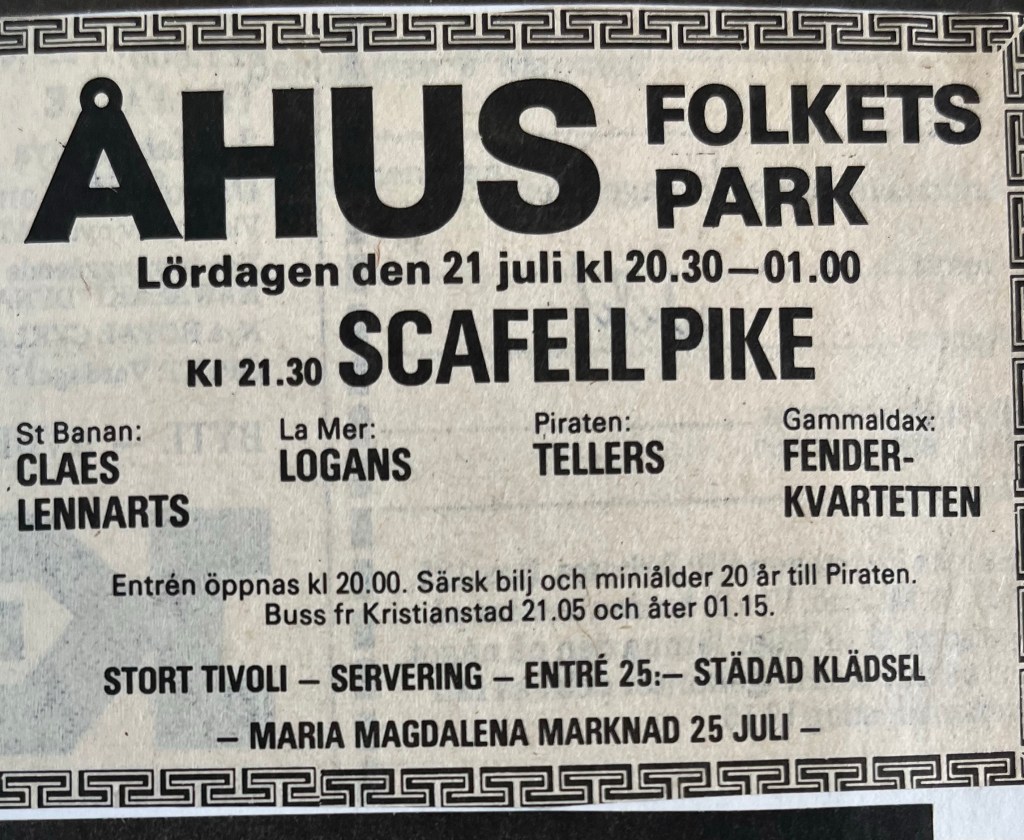 ÅHUS FOLKETS PARK
Lördagen den 21 juli kl 20.30—01.00
Kl 21.30 SCAFELL PIKE
St Banan:
CLAES
LENNARTS
La Mer:
LOGANS
Piraten:
TELLERS
Gammaldax:
FENDER-
KVARTETTEN
Entrén öppnas kl 20.00. Särsk bilj och miniålder 20 år till Piraten.
Buss fr Kristianstad 21.05 och åter 01.15.
STORT TIVOLI — SERVERING — ENTRÉ 25:— STÄDAD KLÄDSEL
— MARIA MAGDALENA MARKNAD 25 JULI —